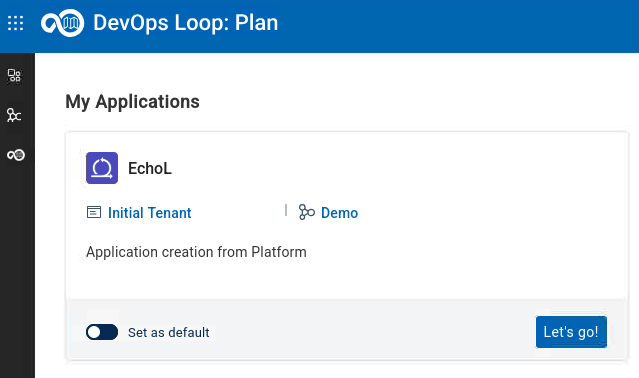 DevOps Loop: Plan
My Applications
EchoL
Initial Tenant | Demo
Application creation from Platform
Set as default
Let's go!